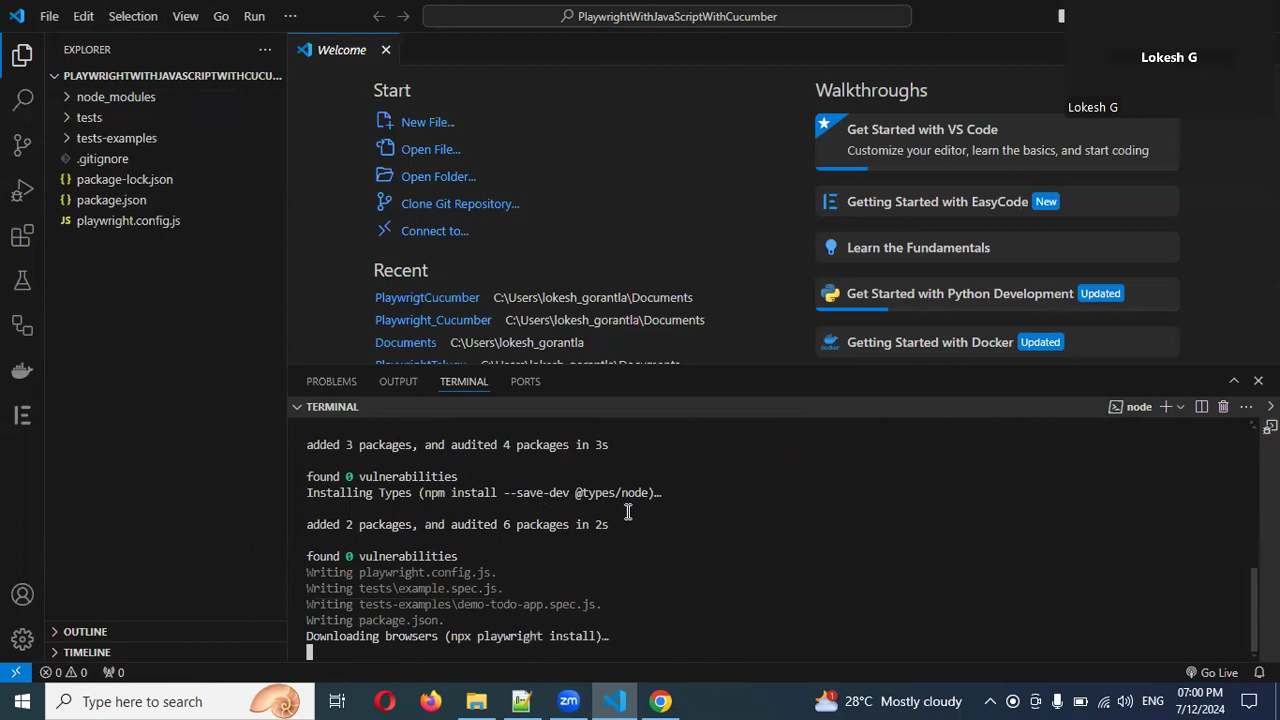 File Edit Selection View Go Run ···
PlaywrightWithJavaScriptWithCucumber
Lokesh G
Lokesh G
EXPLORER
PLAYWRIGHTWITHJAVASCRIPTWITHCUCU...
node_modules
tests
tests-examples
.gitignore
package-lock.json
package.json
playwright.config.js
OUTLINE
TIMELINE
Welcome
Start
New File...
Open File...
Open Folder...
Clone Git Repository...
Connect to...
Recent
PlaywrigtCucumber C:\Users\lokesh_gorantla\Documents
Playwright_Cucumber C:\Users\lokesh_gorantla\Documents
Documents C:\Users\lokesh_gorantla
Walkthroughs
Get Started with VS Code
Customize your editor, learn the basics, and start coding
Getting Started with EasyCode New
Learn the Fundamentals
Get Started with Python Development Updated
Getting Started with Docker Updated
PROBLEMS OUTPUT TERMINAL PORTS
TERMINAL
node
added 3 packages, and audited 4 packages in 3s
found 0 vulnerabilities
Installing Types (npm install --save-dev @types/node)…
added 2 packages, and audited 6 packages in 2s
found 0 vulnerabilities
Writing playwright.config.js.
Writing tests\example.spec.js.
Writing tests-examples\demo-todo-app.spec.js.
Writing package.json.
Downloading browsers (npx playwright install)…
0 0 0
Go Live
Type here to search
zm
28°C Mostly cloudy
ENG
07:00 PM
7/12/2024